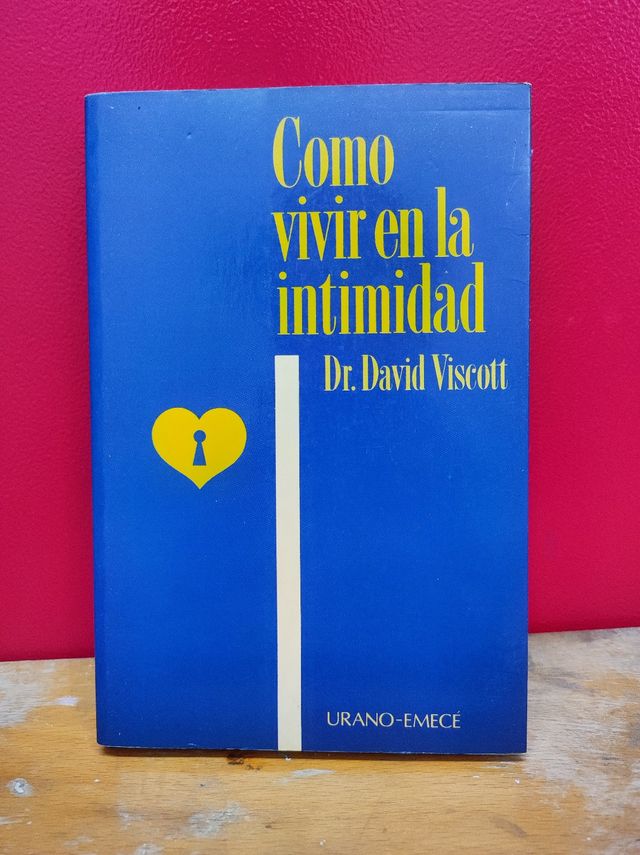 Como
vivir en la
intimidad
Dr. David Viscott
URANO-EMECÉ